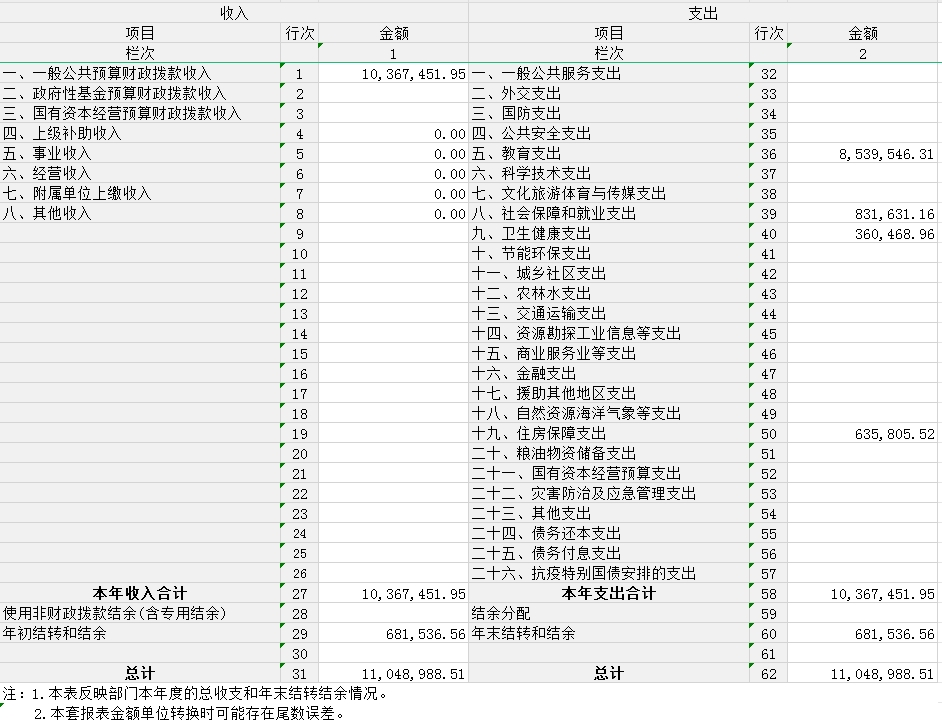 收入 支出
项目 行次 金额 项目 行次 金额
栏次 1 栏次 2
一、一般公共预算财政拨款收入 1 10,367,451.95 一、一般公共服务支出 32
二、政府性基金预算财政拨款收入 2 二、外交支出 33
三、国有资本经营预算财政拨款收入 3 三、国防支出 34
四、上级补助收入 4 0.00 四、公共安全支出 35
五、事业收入 5 0.00 五、教育支出 36 8,539,546.31
六、经营收入 6 0.00 六、科学技术支出 37
七、附属单位上缴收入 7 0.00 七、文化旅游体育与传媒支出 38
八、其他收入 8 0.00 八、社会保障和就业支出 39 831,631.16
9 九、卫生健康支出 40 360,468.96
10 十、节能环保支出 41
11 十一、城乡社区支出 42
12 十二、农林水支出 43
13 十三、交通运输支出 44
14 十四、资源勘探工业信息等支出 45
15 十五、商业服务业等支出 46
16 十六、金融支出 47
17 十七、援助其他地区支出 48
18 十八、自然资源海洋气象等支出 49
19 十九、住房保障支出 50 635,805.52
20 二十、粮油物资储备支出 51
21 二十一、国有资本经营预算支出 52
22 二十二、灾害防治及应急管理支出 53
23 二十三、其他支出 54
24 二十四、债务还本支出 55
25 二十五、债务付息支出 56
26 二十六、抗疫特别国债安排的支出 57
本年收入合计 27 10,367,451.95 本年支出合计 58 10,367,451.95
使用非财政拨款结余(含专用结余) 28 结余分配 59
年初结转和结余 29 681,536.56 年末结转和结余 60 681,536.56
30 61
总计 31 11,048,988.51 总计 62 11,048,988.51
注：1.本表反映部门本年度的总收支和年末结转结余情况。
2.本套报表金额单位转换时可能存在尾数误差。